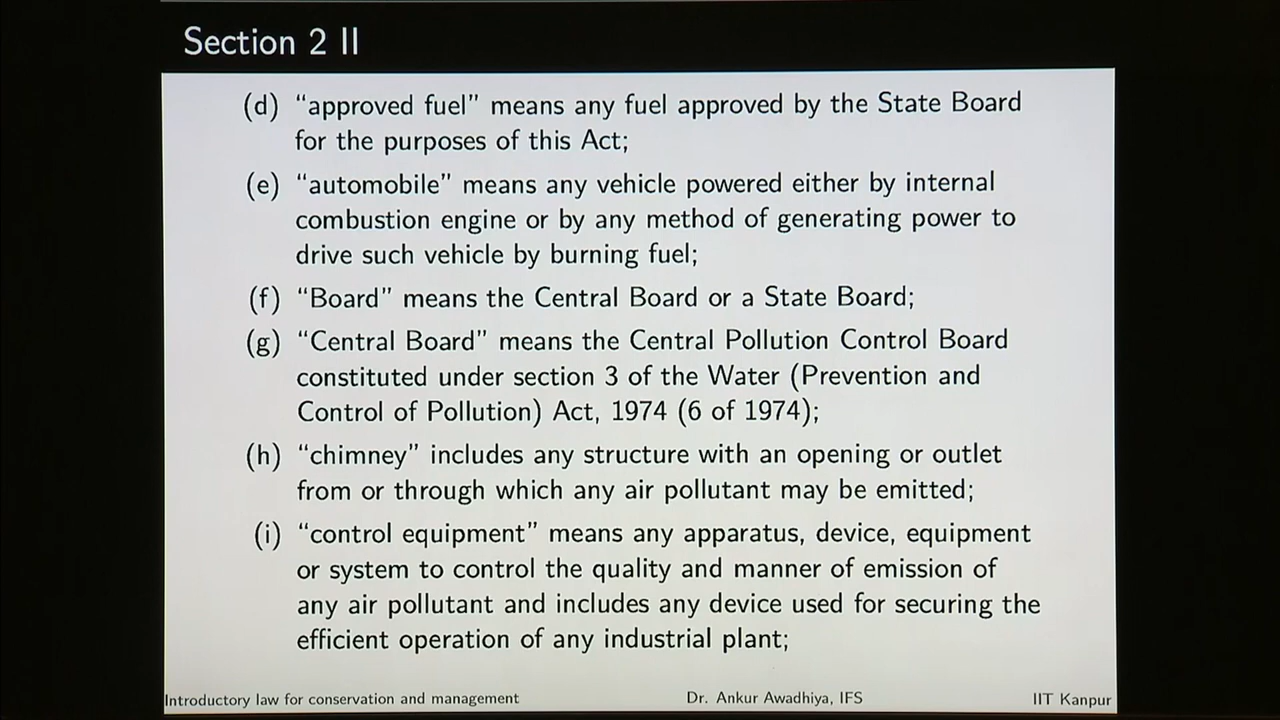 Section 2 II
(d) “approved fuel” means any fuel approved by the State Board
for the purposes of this Act;
(e) “automobile” means any vehicle powered either by internal
combustion engine or by any method of generating power to
drive such vehicle by burning fuel;
(f) “Board” means the Central Board or a State Board;
(g) “Central Board” means the Central Pollution Control Board
constituted under section 3 of the Water (Prevention and
Control of Pollution) Act, 1974 (6 of 1974);
(h) “chimney” includes any structure with an opening or outlet
from or through which any air pollutant may be emitted;
(i) “control equipment” means any apparatus, device, equipment
or system to control the quality and manner of emission of
any air pollutant and includes any device used for securing the
efficient operation of any industrial plant;
Introductory law for conservation and management Dr. Ankur Awadhiya, IFS IIT Kanpur